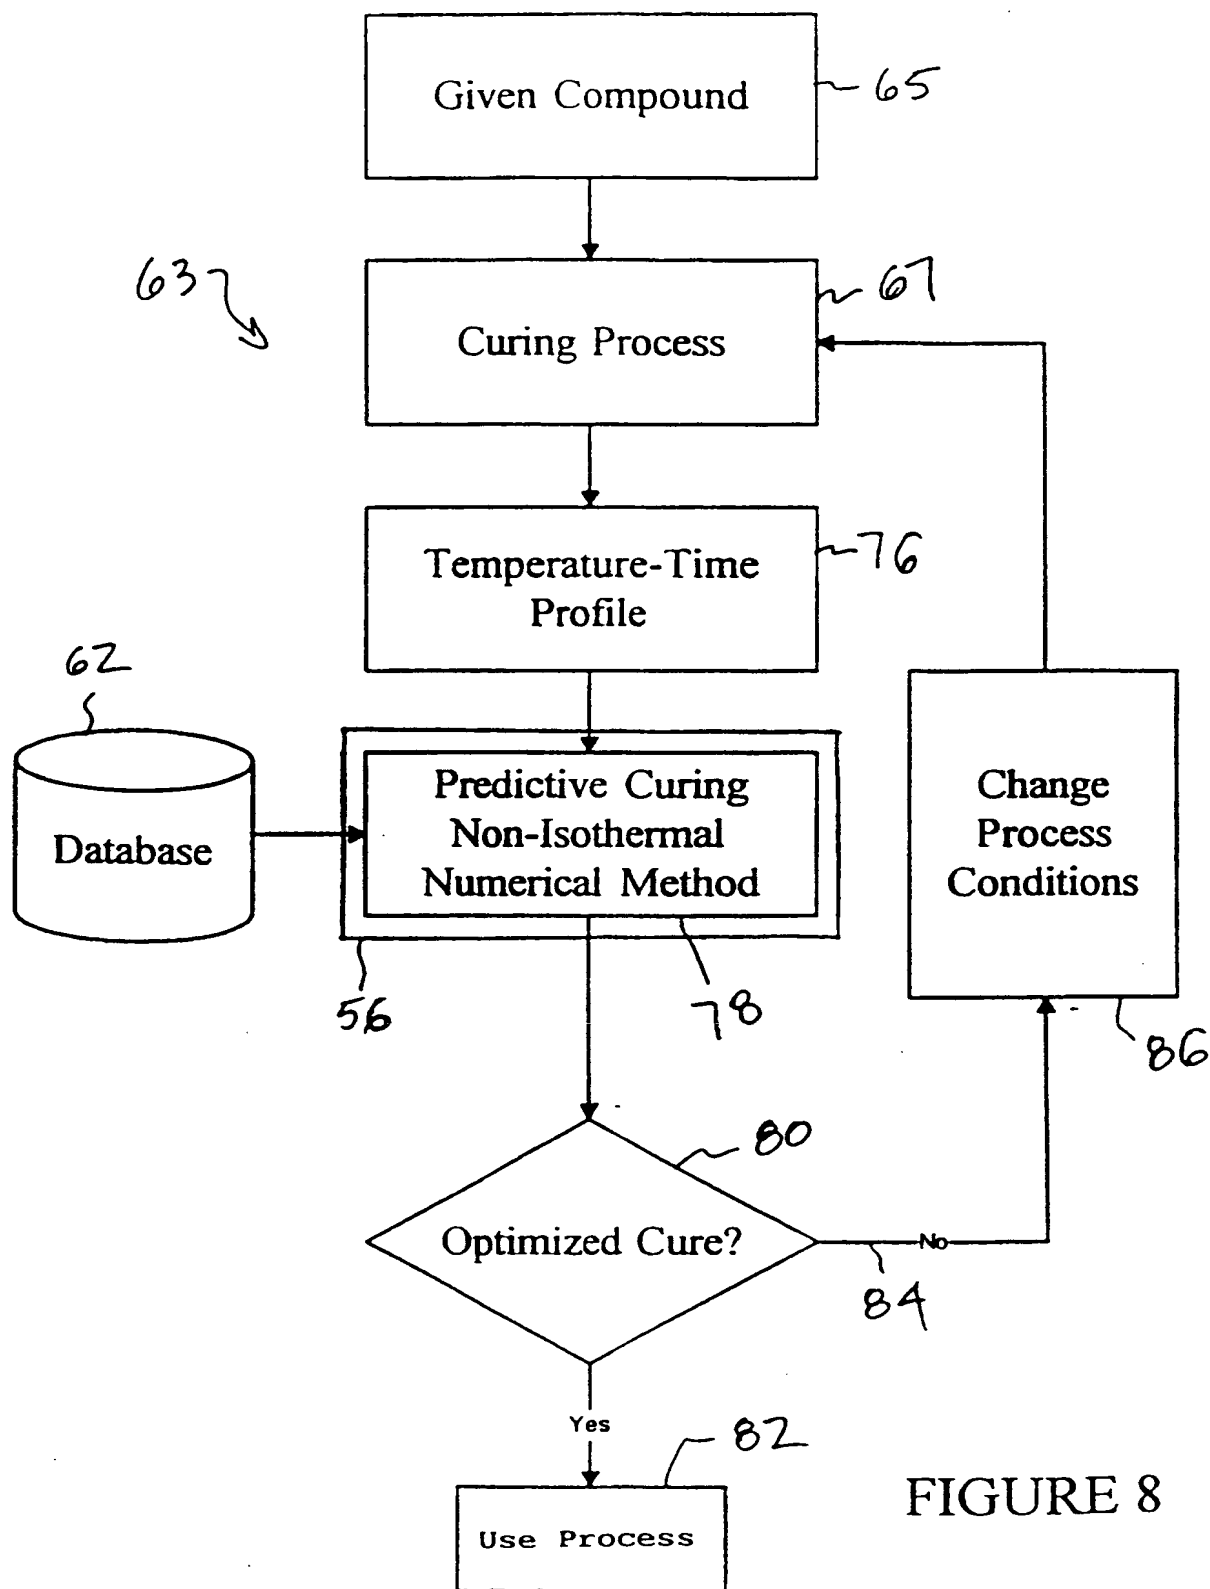 Given Compound
65
63
67
Curing Process
76
Temperature-Time
Profile
62
Database
Predictive Curing
Non-Isothermal
Numerical Method
Change
Process
Conditions
56
78
86
80
Optimized Cure?
No
84
Yes
82
Use Process
FIGURE 8